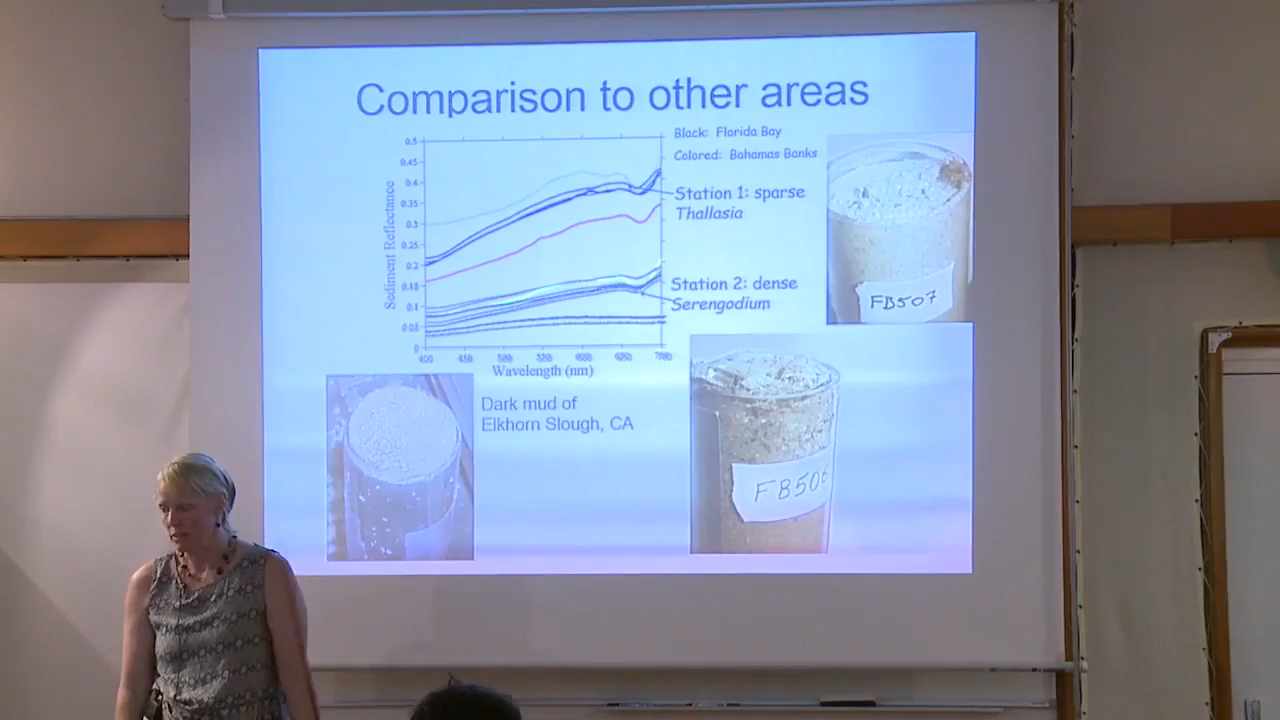 Comparison to other areas
Black: Florida Bay
Colored: Bahamas Banks
0.5
0.45
0.4
0.35
0.3
0.25
0.2
0.15
0.1
0.05
0
Sediment Reflectance
400
450
500
550
600
650
700
Wavelength (nm)
Station 1: sparse
Thallasia
Station 2: dense
Serengodium
FB507
Dark mud of
Elkhorn Slough, CA
FB506